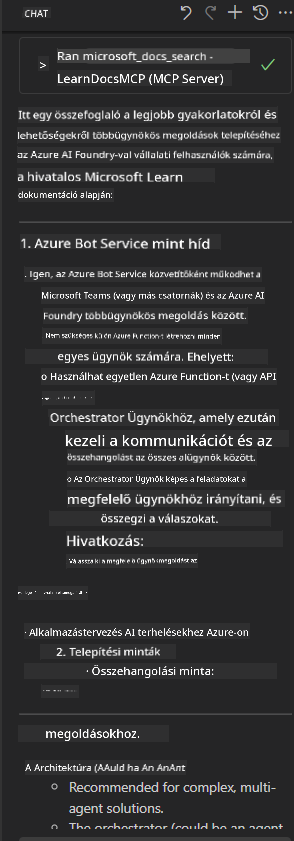 CHAT
Ran microsoft_docs_search -
LearnDocsMCP (MCP Server)
Itt egy összefoglaló a legjobb gyakorlatokról és
lehetőségekről többügynökös megoldások telepítéséhez
az Azure AI Foundry-val vállalati felhasználók számára,
a hivatalos Microsoft Learn
dokumentáció alapján:
1. Azure Bot Service mint híd
. Igen, az Azure Bot Service közvetítőként működhet a
Microsoft Teams (vagy más csatornák) és az Azure AI
Foundry többügynökös megoldás között.
Nem szükséges külön Azure Function-t létrehozni minden
egyes ügynök számára. Ehelyett:
o Használhat egyetlen Azure Function-t (vagy API
Orchestrator Ügynökhöz, amely ezután
kezeli a kommunikációt és az
összehangolást az összes alügynök között.
o Az Orchestrator Ügynök képes a feladatokat a
megfelelő ügynökhöz irányítani, és
összegzi a válaszokat.
Hivatkozás:
Válassza ki a megfelelő Ügynökmegoldást az
· Alkalmazástervezés AI terhelésekhez Azure-on
2. Telepítési minták
· Összehangolási minta:
megoldásokhoz.
A Architektúra (AAuld ha An AnAnt
Recommended for complex, multi-
agent solutions.
The orchestrator (could be an agent